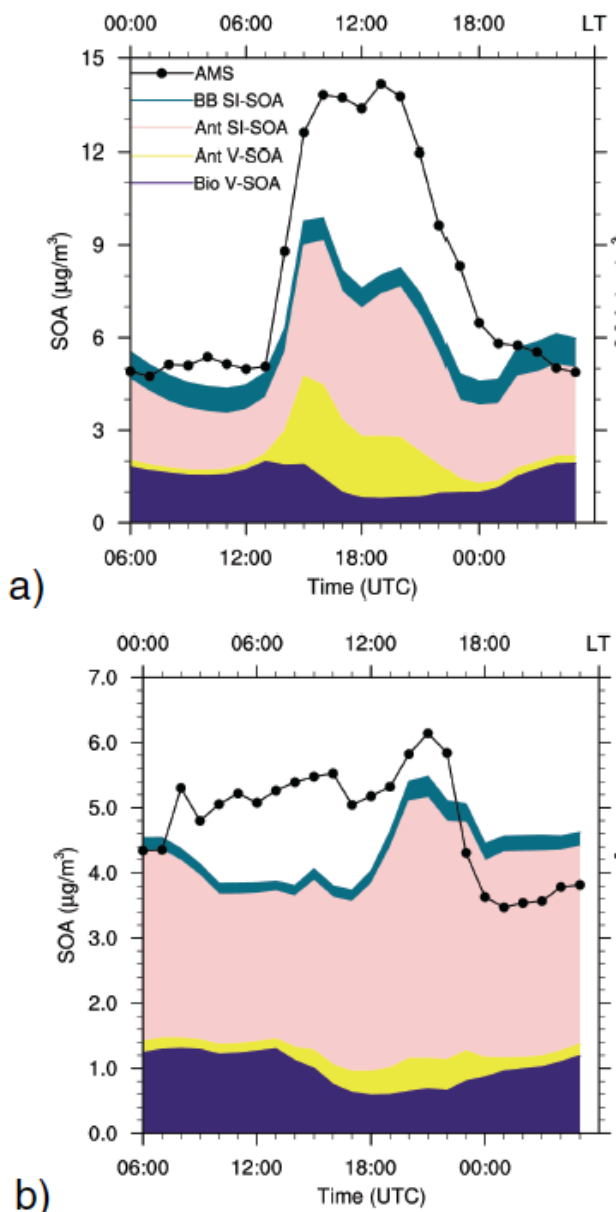 00:00 06:00 12:00 18:00 LT
15
AMS
BB SI-SOA
Ant SI-SOA
12
Ant V-SOA
Bio V-SOA
9
SOA (µg/m³)
6
3
0
06:00 12:00 18:00 00:00
Time (UTC)
a)
00:00 06:00 12:00 18:00 LT
7.0
6.0
5.0
4.0
SOA (µg/m³)
3.0
2.0
1.0
0.0
06:00 12:00 18:00 00:00
Time (UTC)
b)